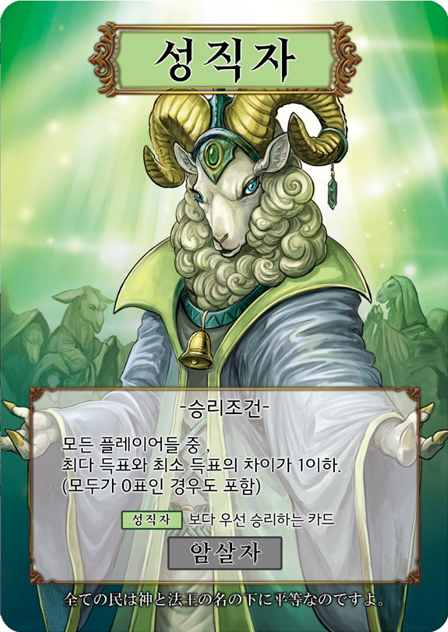 성직자
-승리조건-
모든 플레이어들 중 ,
최다 득표와 최소 득표의 차이가 1이하.
(모두가 0표인 경우도 포함)
성직자 보다 우선 승리하는 카드
암살자
全ての民は神と法王の名の下に平等なのですよ。